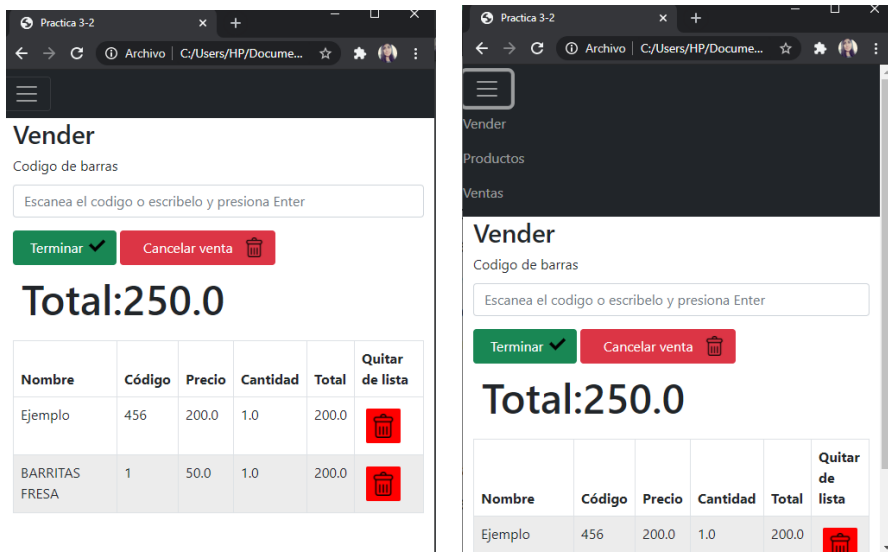 Practica 3-2
Archivo C:/Users/HP/Docume...
Vender
Codigo de barras
Escanea el codigo o escribelo y presiona Enter
Terminar Cancelar venta
Total:250.0
Nombre Código Precio Cantidad Total Quitar de lista
Ejemplo 456 200.0 1.0 200.0
BARRITAS FRESA 1 50.0 1.0 200.0
Practica 3-2
Archivo C:/Users/HP/Docume...
Vender
Productos
Ventas
Vender
Codigo de barras
Escanea el codigo o escribelo y presiona Enter
Terminar Cancelar venta
Total:250.0
Nombre Código Precio Cantidad Total Quitar de lista
Ejemplo 456 200.0 1.0 200.0